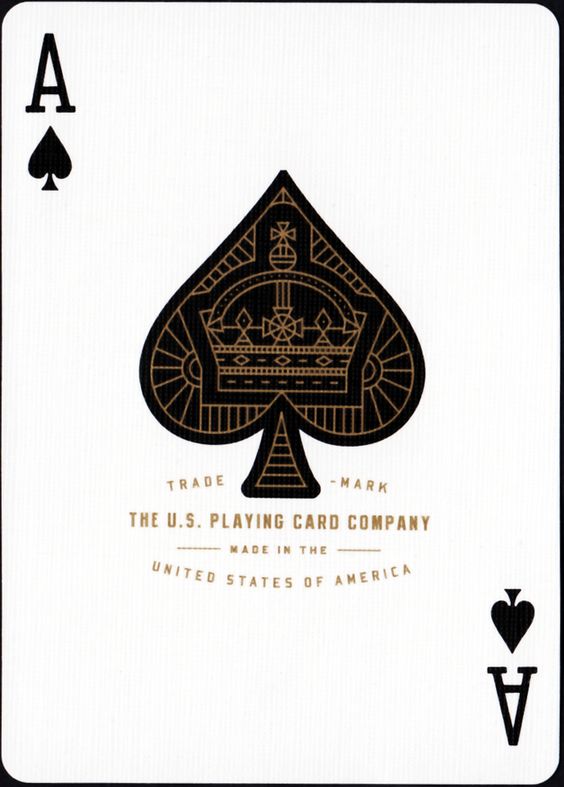 A
TRADE -MARK
THE U.S. PLAYING CARD COMPANY
MADE IN THE
UNITED STATES OF AMERICA
A